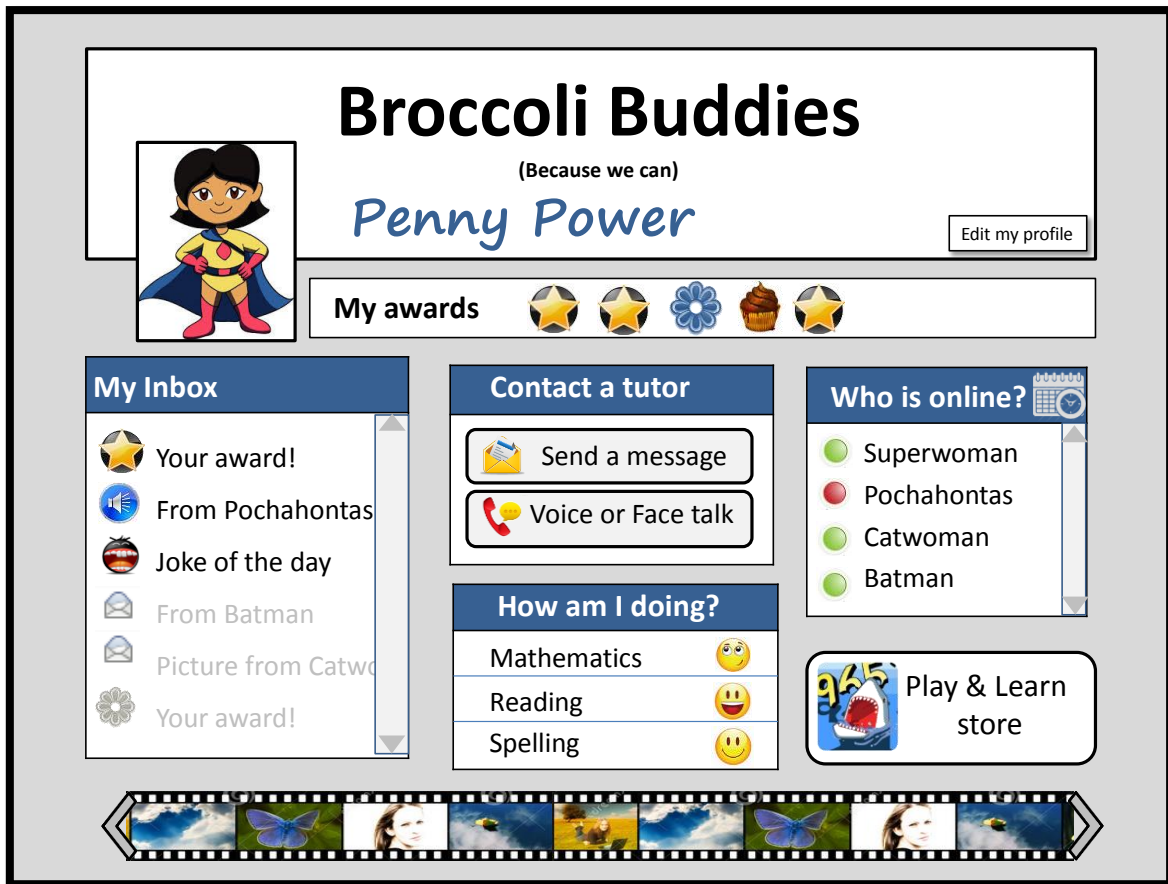 Broccoli Buddies
(Because we can)
Penny Power
Edit my profile
My awards
My Inbox
Your award!
From Pochahontas
Joke of the day
From Batman
Picture from Catwo
Your award!
Contact a tutor
Send a message
Voice or Face talk
How am I doing?
Mathematics
Reading
Spelling
Who is online?
Superwoman
Pochahontas
Catwoman
Batman
965
Play & Learn
store